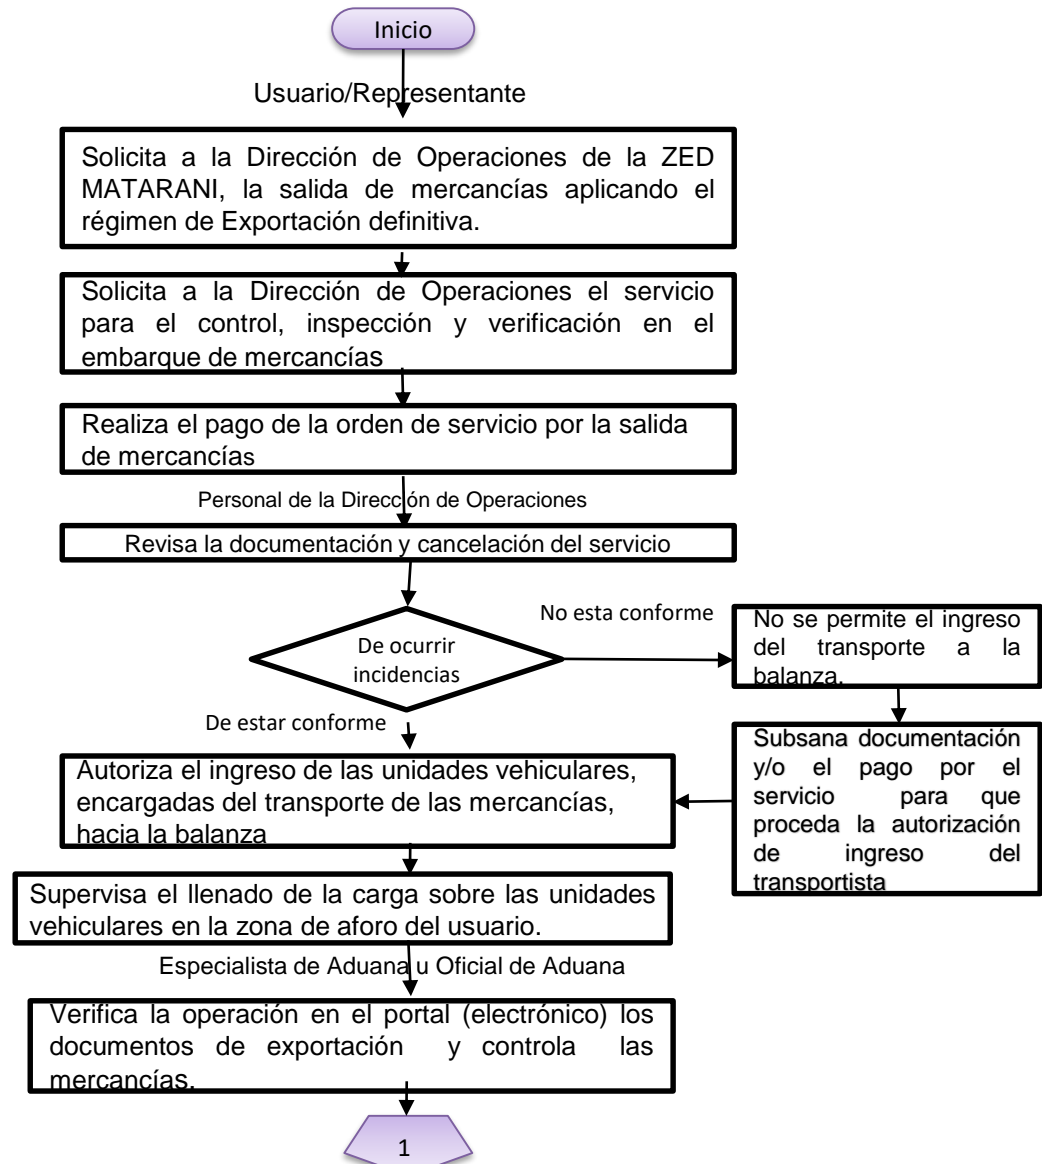 Inicio
Usuario/Representante
Solicita a la Dirección de Operaciones de la ZED
MATARANI, la salida de mercancías aplicando el
régimen de Exportación definitiva.
Solicita a la Dirección de Operaciones el servicio
para el control, inspección y verificación en el
embarque de mercancías
Realiza el pago de la orden de servicio por la salida
de mercancías
Personal de la Dirección de Operaciones
Revisa la documentación y cancelación del servicio
De ocurrir
incidencias
No esta conforme
No se permite el ingreso
del transporte a la
balanza.
Subsana documentación
y/o el pago por el
servicio para que
proceda la autorización
de ingreso del
transportista
De estar conforme
Autoriza el ingreso de las unidades vehiculares,
encargadas del transporte de las mercancías,
hacia la balanza
Supervisa el llenado de la carga sobre las unidades
vehiculares en la zona de aforo del usuario.
Especialista de Aduana u Oficial de Aduana
Verifica la operación en el portal (electrónico) los
documentos de exportación y controla las
mercancías.
1